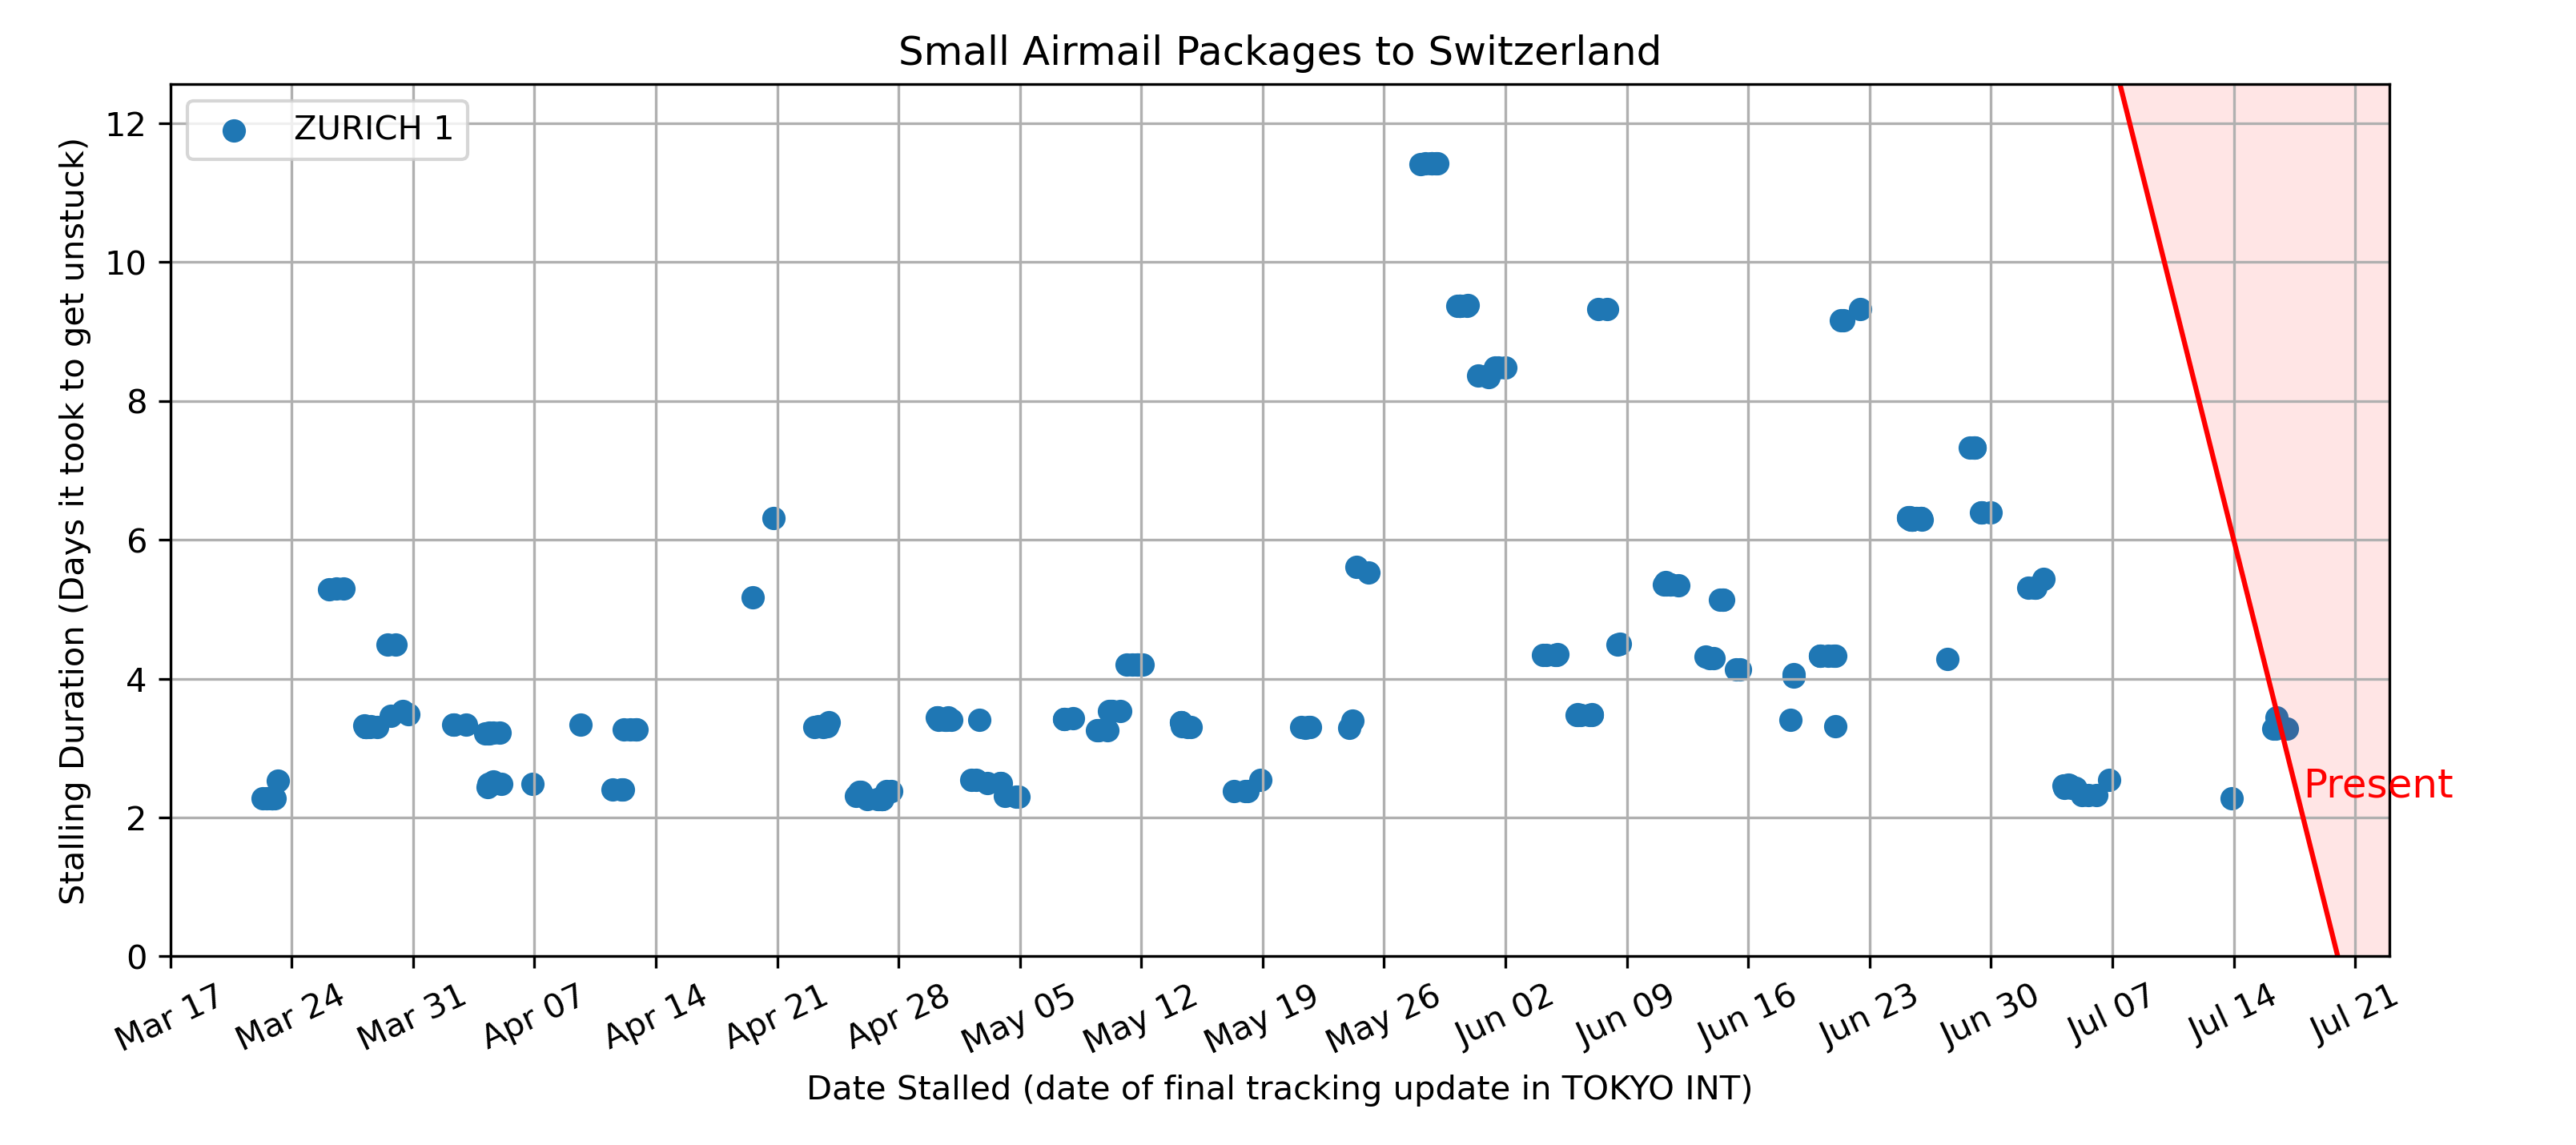 Small Airmail Packages to Switzerland
ZURICH 1
Stalling Duration (Days it took to get unstuck)
12
10
8
6
4
2
0
Present
Mar 17
Mar 24
Mar 31
Apr 07
Apr 14
Apr 21
Apr 28
May 05
May 12
May 19
May 26
Jun 02
Jun 09
Jun 16
Jun 23
Jun 30
Jul 07
Jul 14
Jul 21
Date Stalled (date of final tracking update in TOKYO INT)